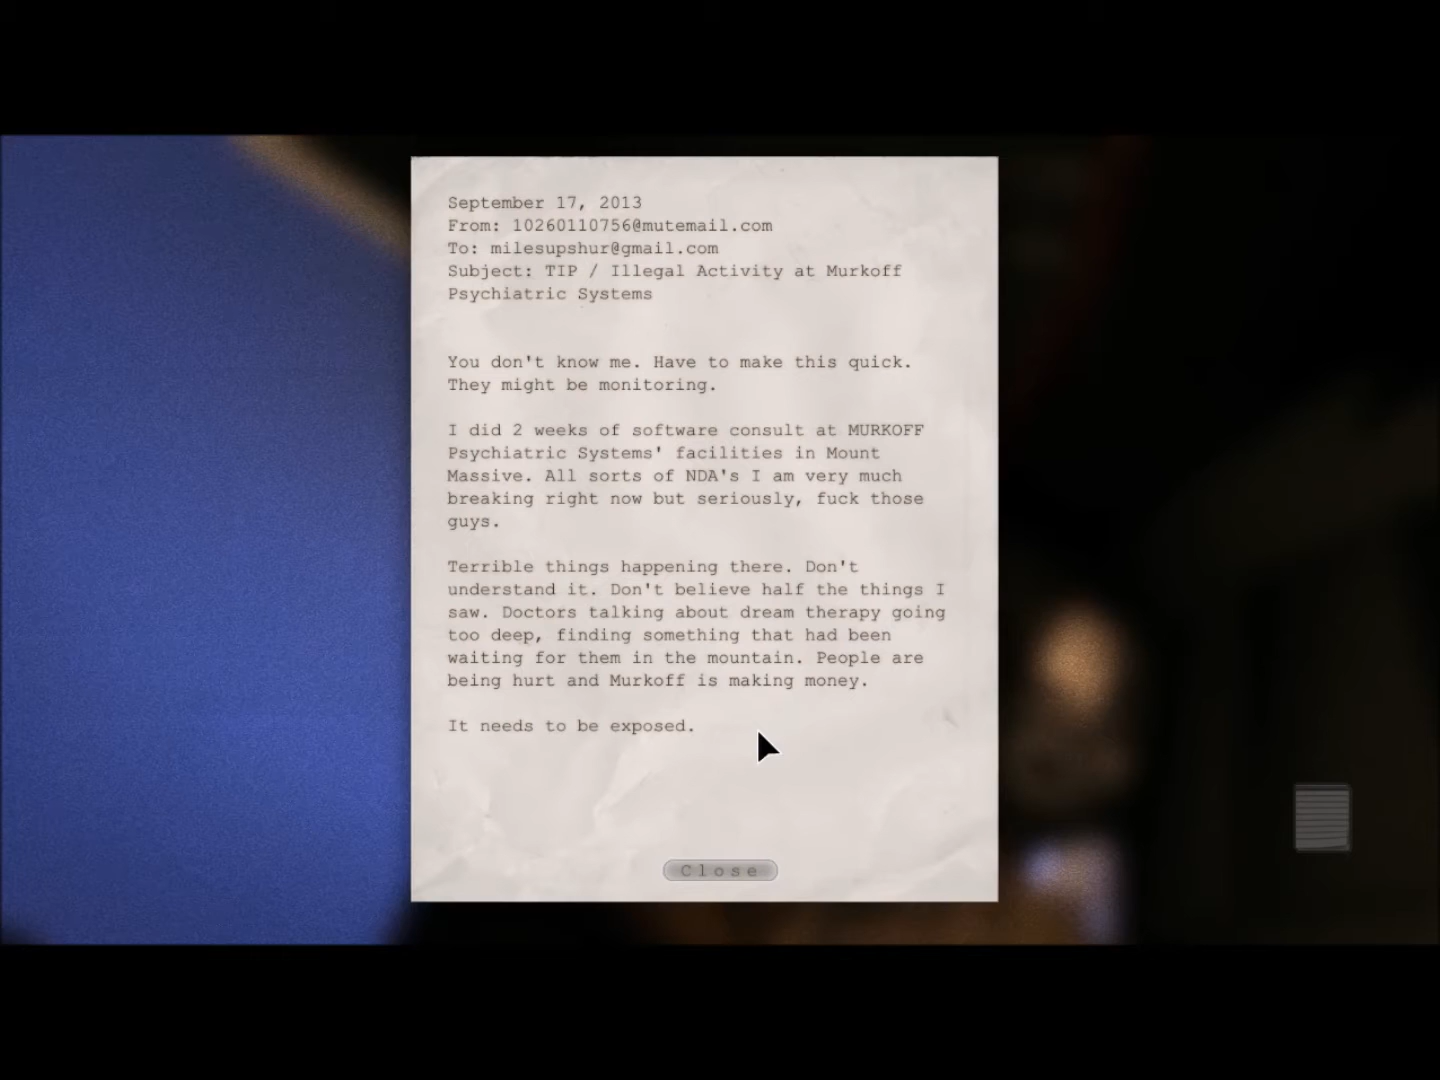 September 17, 2013
From: 10260110756@mutemail.com
To: milesupshur@gmail.com
Subject: TIP / Illegal Activity at Murkoff
Psychiatric Systems
You don't know me. Have to make this quick.
They might be monitoring.
I did 2 weeks of software consult at MURKOFF
Psychiatric Systems' facilities in Mount
Massive. All sorts of NDA's I am very much
breaking right now but seriously, fuck those
guys.
Terrible things happening there. Don't
understand it. Don't believe half the things I
saw. Doctors talking about dream therapy going
too deep, finding something that had been
waiting for them in the mountain. People are
being hurt and Murkoff is making money.
It needs to be exposed.
Close